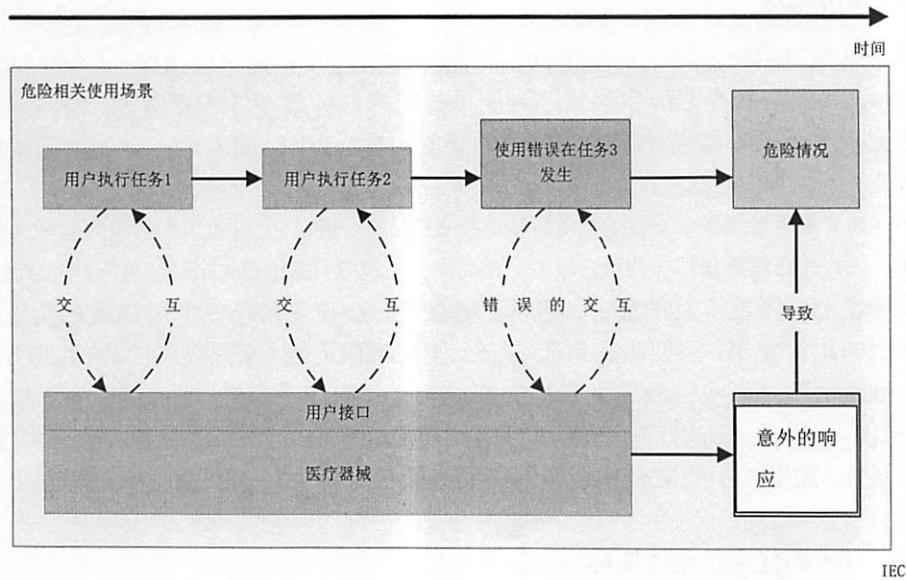 时间
危险相关使用场景
用户执行任务1
用户执行任务2
使用错误在任务3
发生
危险情况
交 互
交 互
错 误 的 交 互
导致
用户接口
医疗器械
意外的响
应
IEC